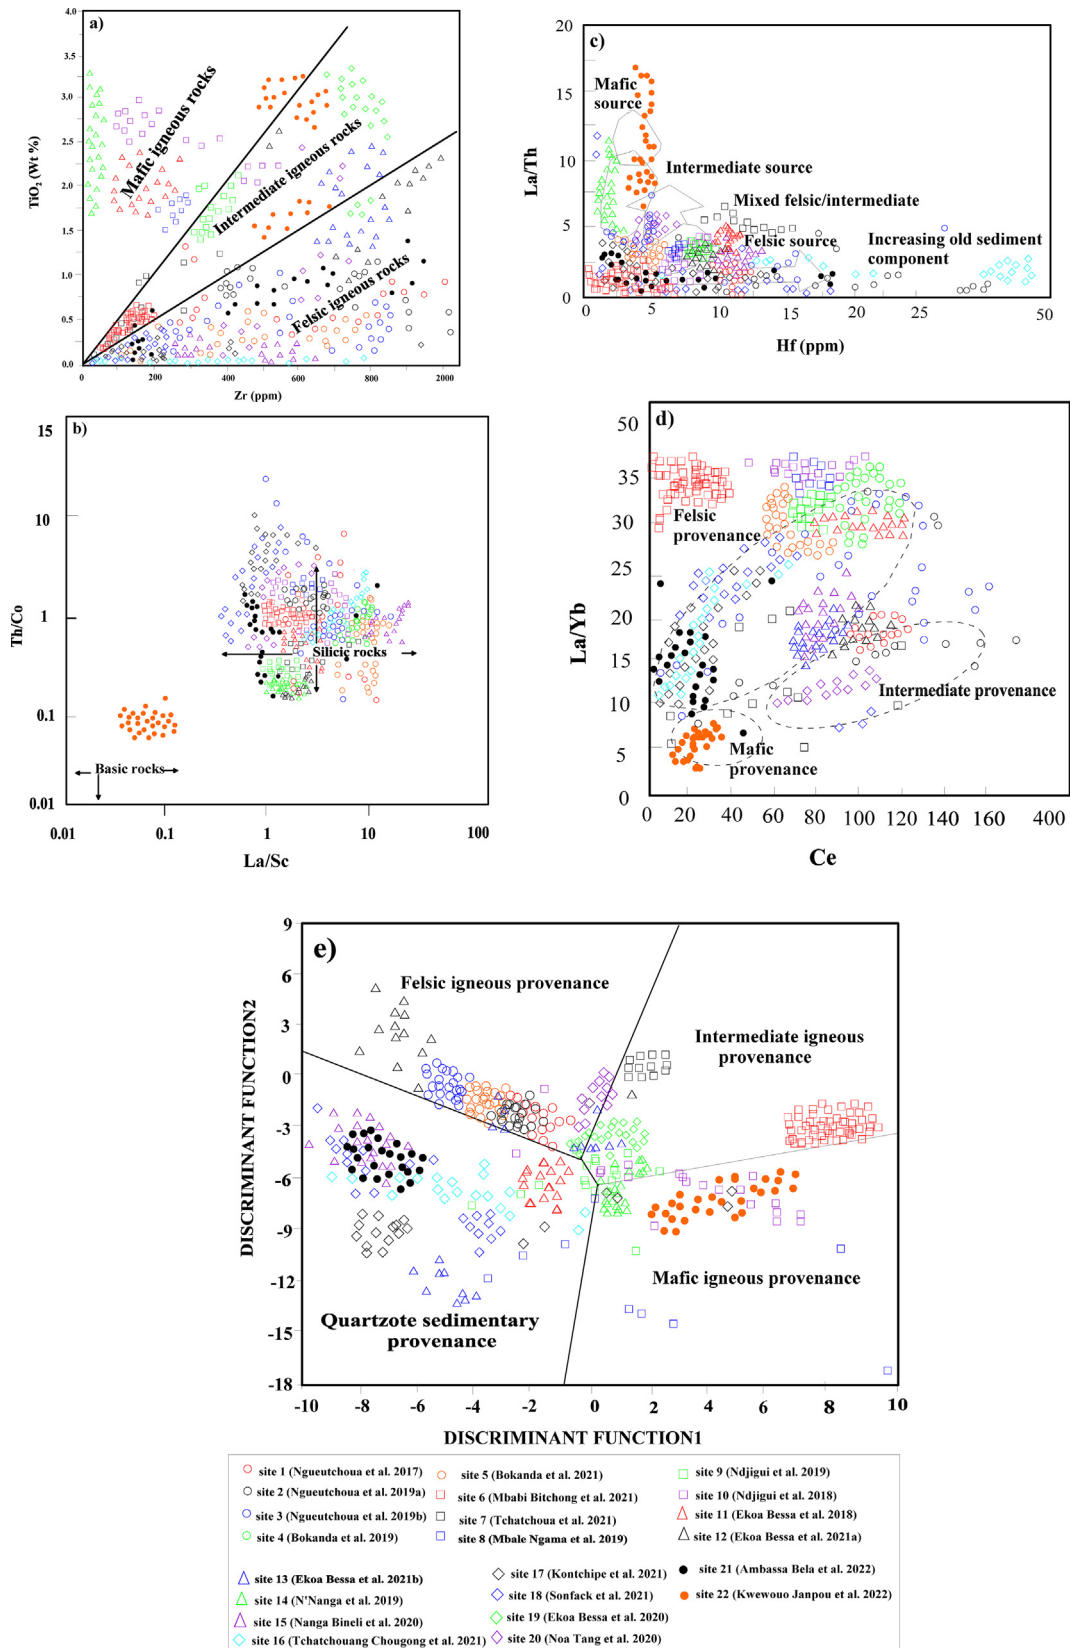 a)
4.0
3.5
3.0
2.5
2.0
1.5
1.0
0.5
0.0
TiO2 (Wt %)
Mafic igneous rocks
Intermediate igneous rocks
Felsic igneous rocks
0
200
400
600
800
2000
Zr (ppm)
c)
20
15
10
5
0
La/Th
Mafic
source
Intermediate source
Mixed felsic/intermediate
Felsic source
Increasing old sediment
component
0
5
10
15
20
25
50
Hf (ppm)
b)
15
10
1
0.1
0.01
Th/Co
Silicic rocks
Basic rocks
0.01
0.1
1
10
100
La/Sc
d)
50
35
30
25
20
15
10
5
0
La/Yb
Felsic
provenance
Intermediate provenance
Mafic
provenance
0
20
40
60
80
100
120
140
160
400
Ce
e)
9
6
3
0
-3
-6
-9
-12
-15
-18
DISCRIMINANT FUNCTION2
Felsic igneous provenance
Intermediate igneous
provenance
Mafic igneous provenance
Quartzote sedimentary
provenance
-10
-8
-6
-4
-2
0
2
4
6
8
10
DISCRIMINANT FUNCTION1
site 1 (Ngueutchoua et al. 2017)
site 2 (Ngueutchoua et al. 2019a)
site 3 (Ngueutchoua et al. 2019b)
site 4 (Bokanda et al. 2019)
site 5 (Bokanda et al. 2021)
site 6 (Mbabi Bitchong et al. 2021)
site 7 (Tchatchoua et al. 2021)
site 8 (Mbale Ngama et al. 2019)
site 9 (Ndjigui et al. 2019)
site 10 (Ndjigui et al. 2018)
site 11 (Ekoa Bessa et al. 2018)
site 12 (Ekoa Bessa et al. 2021a)
site 13 (Ekoa Bessa et al. 2021b)
site 14 (N'Nanga et al. 2019)
site 15 (Nanga Bineli et al. 2020)
site 16 (Tchatchouang Chougong et al. 2021)
site 17 (Kontchipe et al. 2021)
site 18 (Sonfack et al. 2021)
site 19 (Ekoa Bessa et al. 2020)
site 20 (Noa Tang et al. 2020)
site 21 (Ambassa Bela et al. 2022)
site 22 (Kwewouo Janpou et al. 2022)